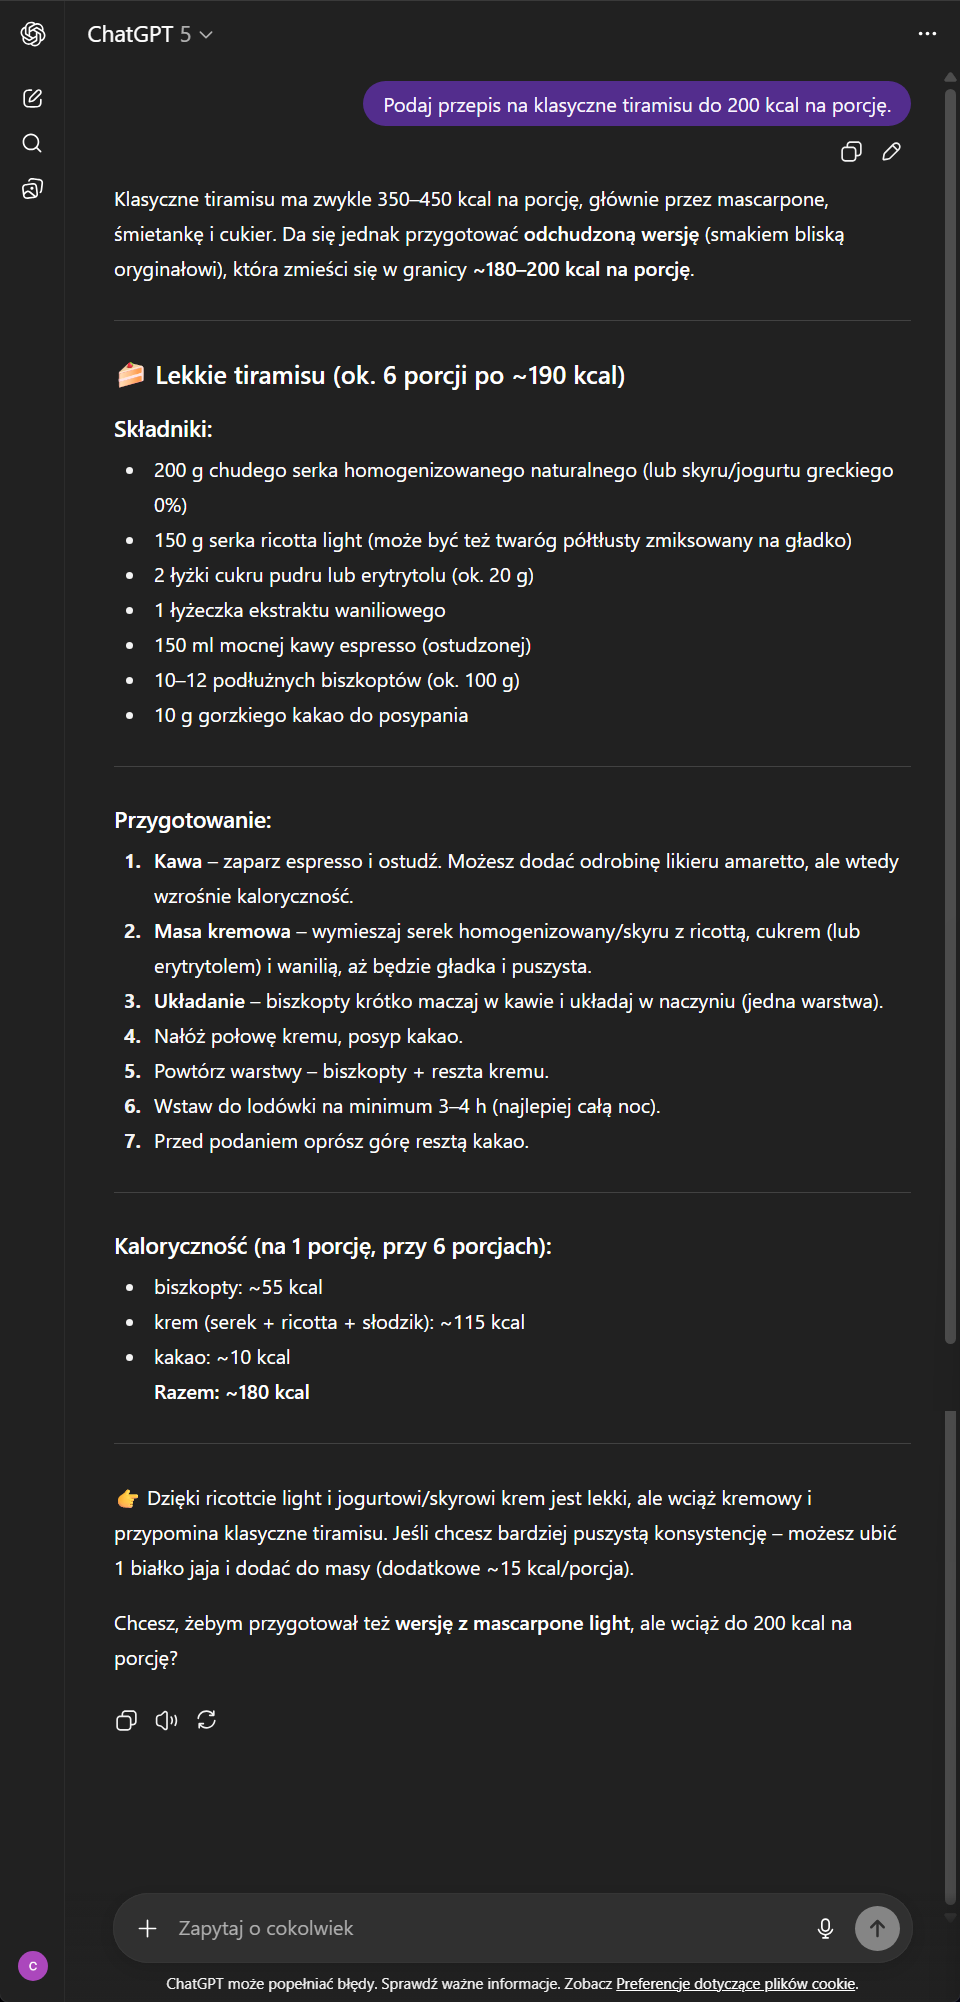 ChatGPT 5
Podaj przepis na klasyczne tiramisu do 200 kcal na porcję.
Klasyczne tiramisu ma zwykle 350–450 kcal na porcję, głównie przez mascarpone,
śmietankę i cukier. Da się jednak przygotować odchudzoną wersję (smakiem bliską
oryginałowi), która zmieści się w granicy ~180–200 kcal na porcję.
🍰 Lekkie tiramisu (ok. 6 porcji po ~190 kcal)
Składniki:
• 200 g chudego serka homogenizowanego naturalnego (lub skyru/jogurtu greckiego
0%)
• 150 g serka ricotta light (może być też twaróg półtłusty zmiksowany na gładko)
• 2 łyżki cukru pudru lub erytrytolu (ok. 20 g)
• 1 łyżeczka ekstraktu waniliowego
• 150 ml mocnej kawy espresso (ostudzonej)
• 10–12 podłużnych biszkoptów (ok. 100 g)
• 10 g gorzkiego kakao do posypania
Przygotowanie:
1. Kawa – zaparz espresso i ostudź. Możesz dodać odrobinę likieru amaretto, ale wtedy
wzrośnie kaloryczność.
2. Masa kremowa – wymieszaj serek homogenizowany/skyru z ricottą, cukrem (lub
erytrytolem) i wanilią, aż będzie gładka i puszysta.
3. Układanie – biszkopty krótko maczaj w kawie i układaj w naczyniu (jedna warstwa).
4. Nałóż połowę kremu, posyp kakao.
5. Powtórz warstwy – biszkopty + reszta kremu.
6. Wstaw do lodówki na minimum 3–4 h (najlepiej całą noc).
7. Przed podaniem oprósz górę resztą kakao.
Kaloryczność (na 1 porcję, przy 6 porcjach):
• biszkopty: ~55 kcal
• krem (serek + ricotta + słodzik): ~115 kcal
• kakao: ~10 kcal
Razem: ~180 kcal
👉 Dzięki ricottcie light i jogurtowi/skyrowi krem jest lekki, ale wciąż kremowy i
przypomina klasyczne tiramisu. Jeśli chcesz bardziej puszystą konsystencję – możesz ubić
1 białko jaja i dodać do masy (dodatkowe ~15 kcal/porcja).
Chcesz, żebym przygotował też wersję z mascarpone light, ale wciąż do 200 kcal na
porcję?
Zapytaj o cokolwiek
C
ChatGPT może popełniać błędy. Sprawdź ważne informacje. Zobacz Preferencje dotyczące plików cookie.